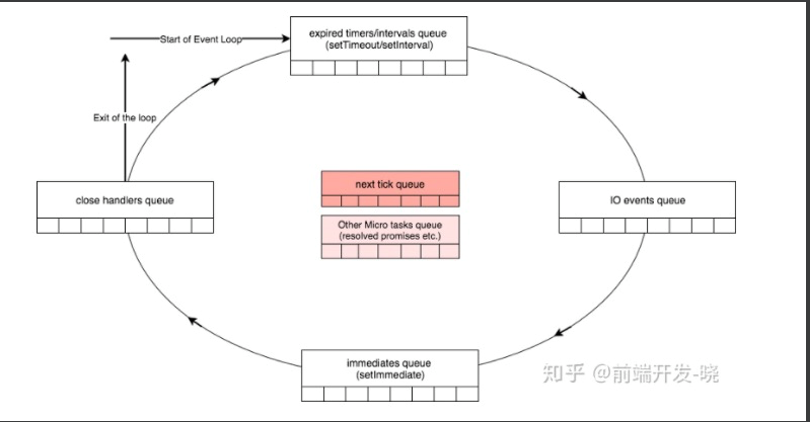 expired timers/intervals queue
(setTimeout/setInterval)
Start of Event Loop
Exit of the loop
next tick queue
close handlers queue
IO events queue
Other Micro tasks queue
(resolved promises etc.)
immediates queue
(setImmediate)
知乎 @前端开发-晓